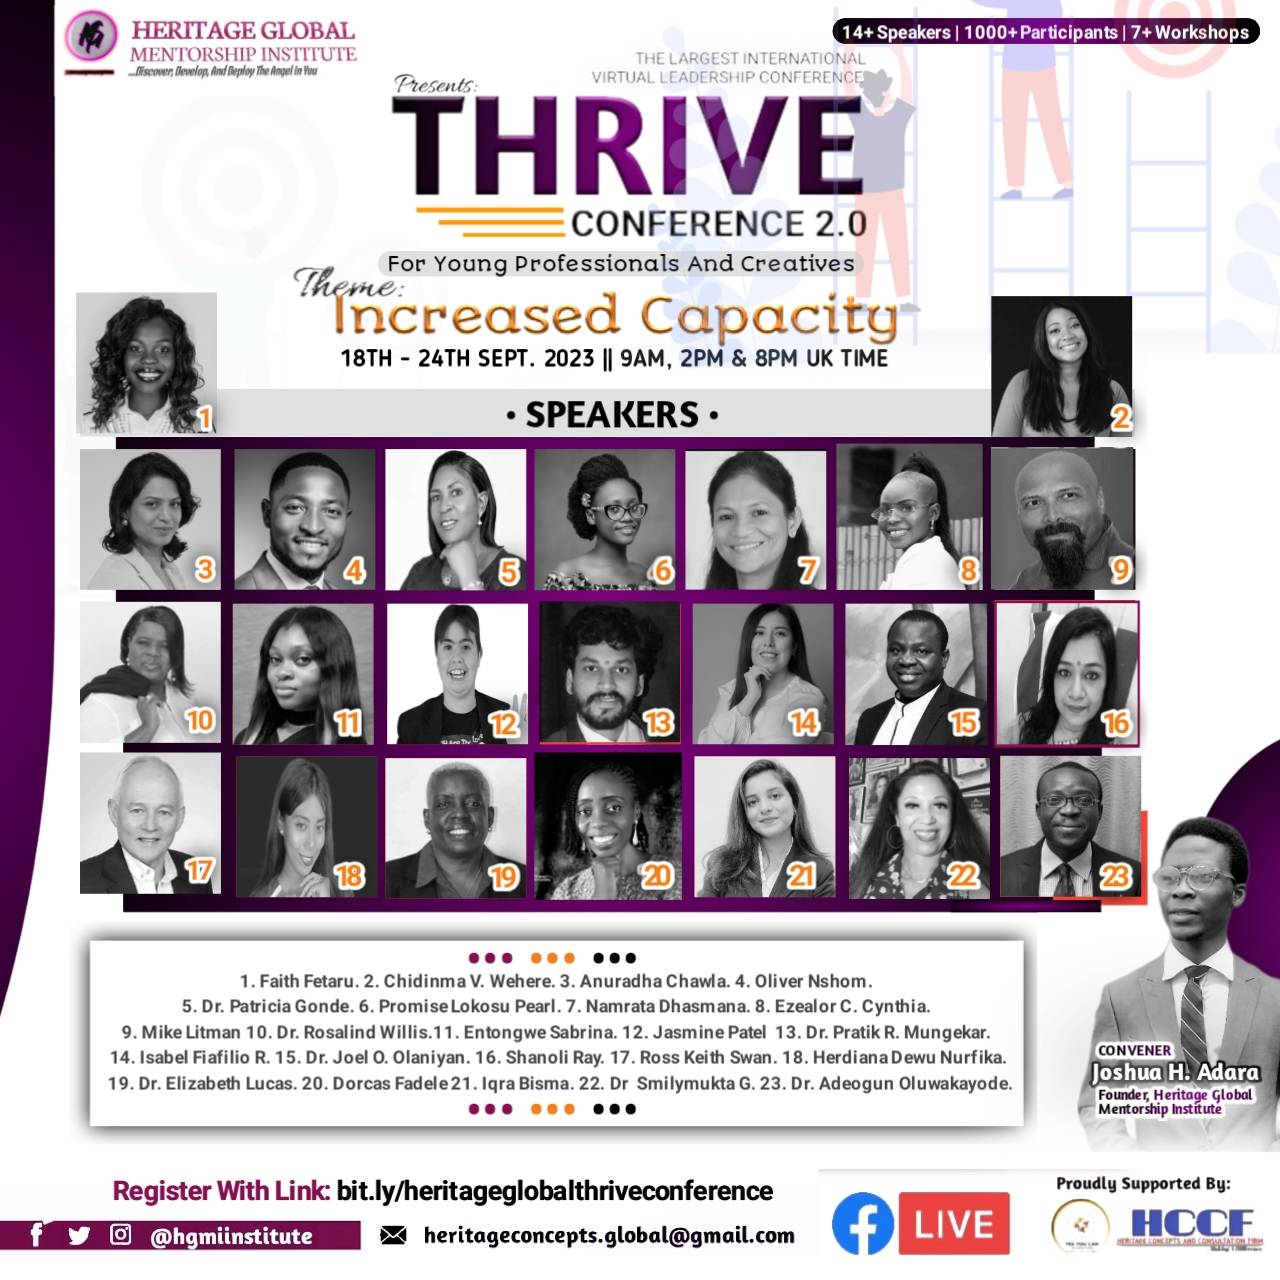 HERITAGE GLOBAL
MENTORSHIP INSTITUTE
...Discover, Develop, And Deploy The Angel In You
14+ Speakers | 1000+ Participants | 7+ Workshops
THE LARGEST INTERNATIONAL
VIRTUAL LEADERSHIP CONFERENCE
Presents:
THRIVE
CONFERENCE 2.0
For Young Professionals And Creatives
Theme:
Increased Capacity
18TH - 24TH SEPT. 2023 || 9AM, 2PM & 8PM UK TIME
• SPEAKERS •
1
2
3
4
5
6
7
8
9
10
11
12
13
14
15
16
17
18
19
20
21
22
23
1. Faith Fetaru. 2. Chidinma V. Wehere. 3. Anuradha Chawla. 4. Oliver Nshom.
5. Dr. Patricia Gonde. 6. Promise Lokosu Pearl. 7. Namrata Dhasmana. 8. Ezealor C. Cynthia.
9. Mike Litman 10. Dr. Rosalind Willis.11. Entongwe Sabrina. 12. Jasmine Patel 13. Dr. Pratik R. Mungekar.
14. Isabel Fiafilio R. 15. Dr. Joel O. Olaniyan. 16. Shanoli Ray. 17. Ross Keith Swan. 18. Herdiana Dewu Nurfika.
19. Dr. Elizabeth Lucas. 20. Dorcas Fadele 21. Iqra Bisma. 22. Dr Smilymukta G. 23. Dr. Adeogun Oluwakayode.
CONVENER
Joshua H. Adara
Founder, Heritage Global
Mentorship Institute
Register With Link: bit.ly/heritageglobalthriveconference
@hgmiinstitute
heritageconcepts.global@gmail.com
LIVE
Proudly Supported By:
HCCF
HERITAGE CONCEPTS AND CONSULTATION FIRM